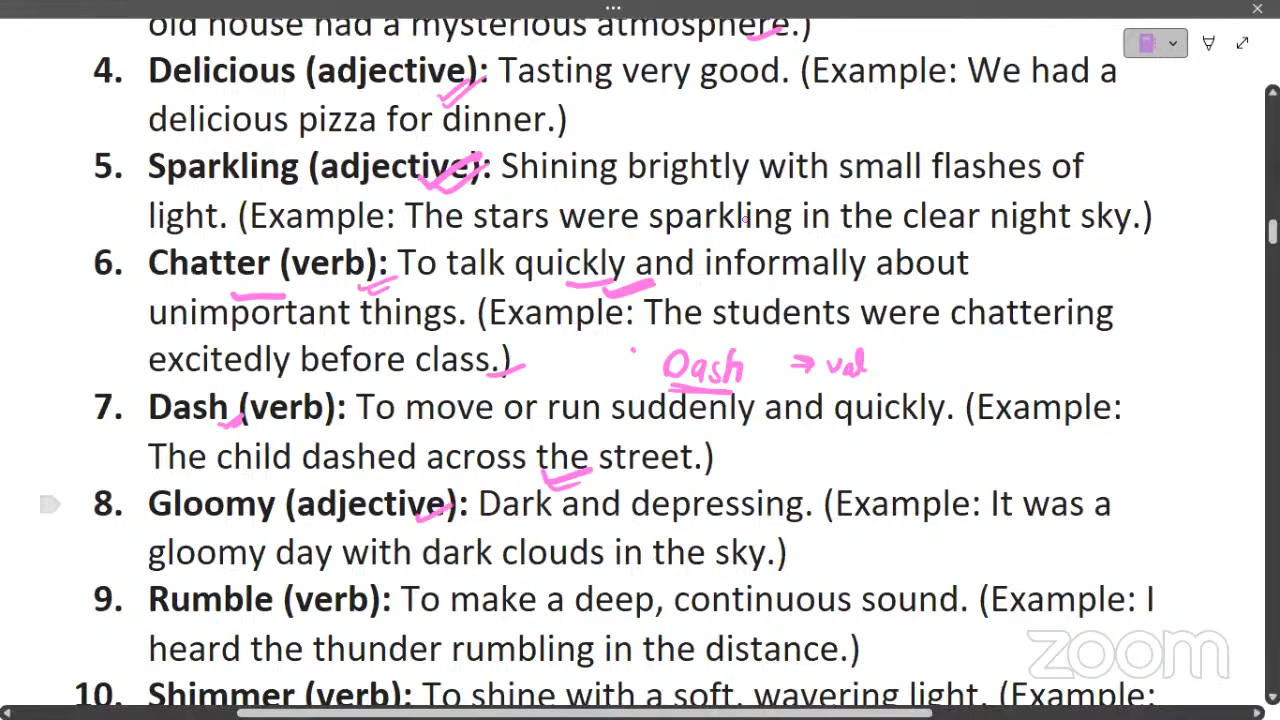 old house had a mysterious atmosphere.)
4. Delicious (adjective): Tasting very good. (Example: We had a
delicious pizza for dinner.)
5. Sparkling (adjective): Shining brightly with small flashes of
light. (Example: The stars were sparkling in the clear night sky.)
6. Chatter (verb): To talk quickly and informally about
unimportant things. (Example: The students were chattering
excitedly before class.)
Dash → val
7. Dash (verb): To move or run suddenly and quickly. (Example:
The child dashed across the street.)
8. Gloomy (adjective): Dark and depressing. (Example: It was a
gloomy day with dark clouds in the sky.)
9. Rumble (verb): To make a deep, continuous sound. (Example: I
heard the thunder rumbling in the distance.)
zoom
10. Shimmer (verb): To shine with a soft, wavering light. (Example: